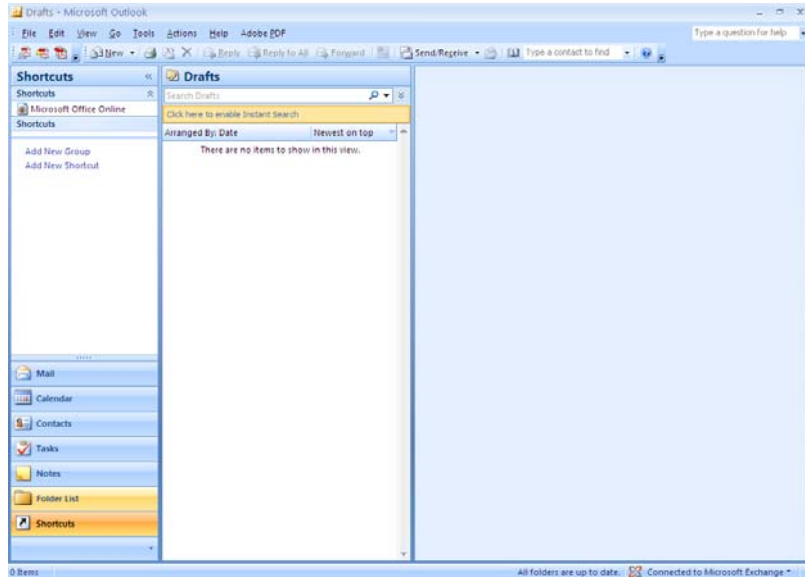 Drafts - Microsoft Outlook
File Edit View Go Tools Actions Help Adobe PDF Type a question for help
New Reply Reply to All Forward Send/Receive Type a contact to find
Shortcuts
Shortcuts
Microsoft Office Online
Shortcuts
Add New Group
Add New Shortcut
Mail
Calendar
Contacts
Tasks
Notes
Folder List
Shortcuts
Drafts
Search Drafts
Click here to enable Instant Search
Arranged By: Date Newest on top
There are no items to show in this view.
0 Items All folders are up to date. Connected to Microsoft Exchange